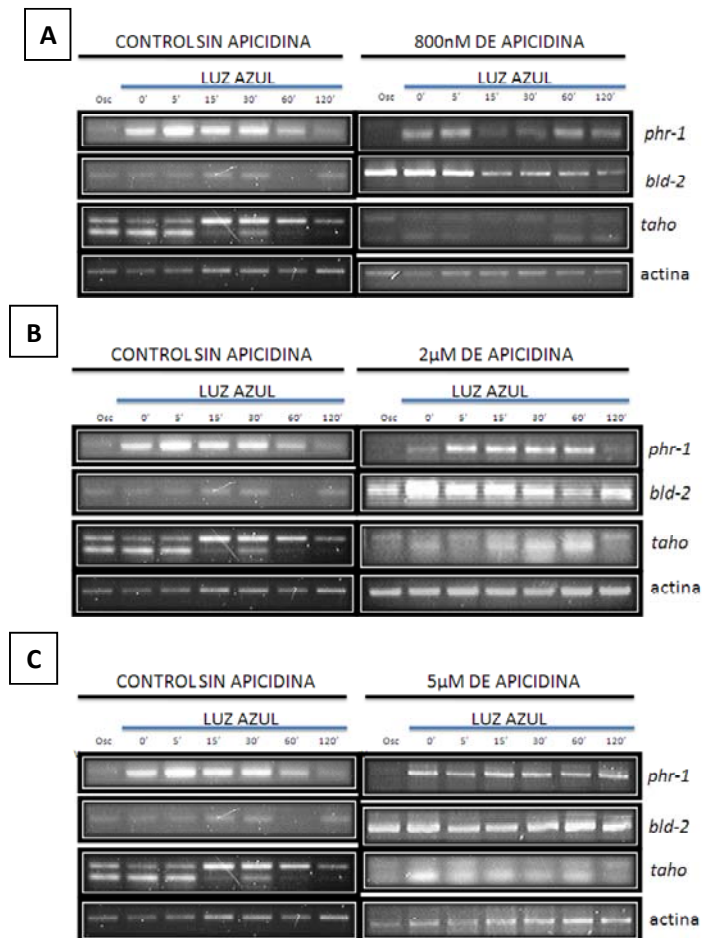 A
CONTROL SIN APICIDINA 800nM DE APICIDINA
LUZ AZUL
Osc 0' 5' 15' 30' 60' 120' Osc 0' 5' 15' 30' 60' 120'
phr-1
bld-2
taho
actina
B
CONTROL SIN APICIDINA 2µM DE APICIDINA
LUZ AZUL LUZ AZUL
Osc 0' 5' 15' 30' 60' 120' Osc 0' 5' 15' 30' 60' 120'
phr-1
bld-2
taho
actina
C
CONTROL SIN APICIDINA 5µM DE APICIDINA
LUZ AZUL LUZ AZUL
Osc 0' 5' 15' 30' 60' 120' Osc 0' 5' 15' 30' 60' 120'
phr-1
bld-2
taho
actina